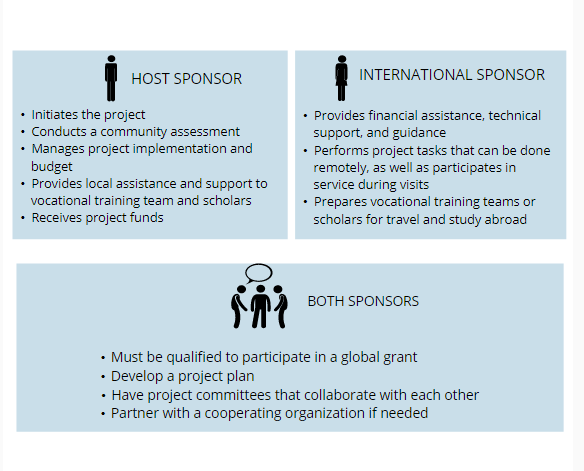 HOST SPONSOR
• Initiates the project
• Conducts a community assessment
• Manages project implementation and
budget
• Provides local assistance and support to
vocational training team and scholars
• Receives project funds
INTERNATIONAL SPONSOR
• Provides financial assistance, technical
support, and guidance
• Performs project tasks that can be done
remotely, as well as participates in
service during visits
• Prepares vocational training teams or
scholars for travel and study abroad
BOTH SPONSORS
• Must be qualified to participate in a global grant
• Develop a project plan
• Have project committees that collaborate with each other
• Partner with a cooperating organization if needed